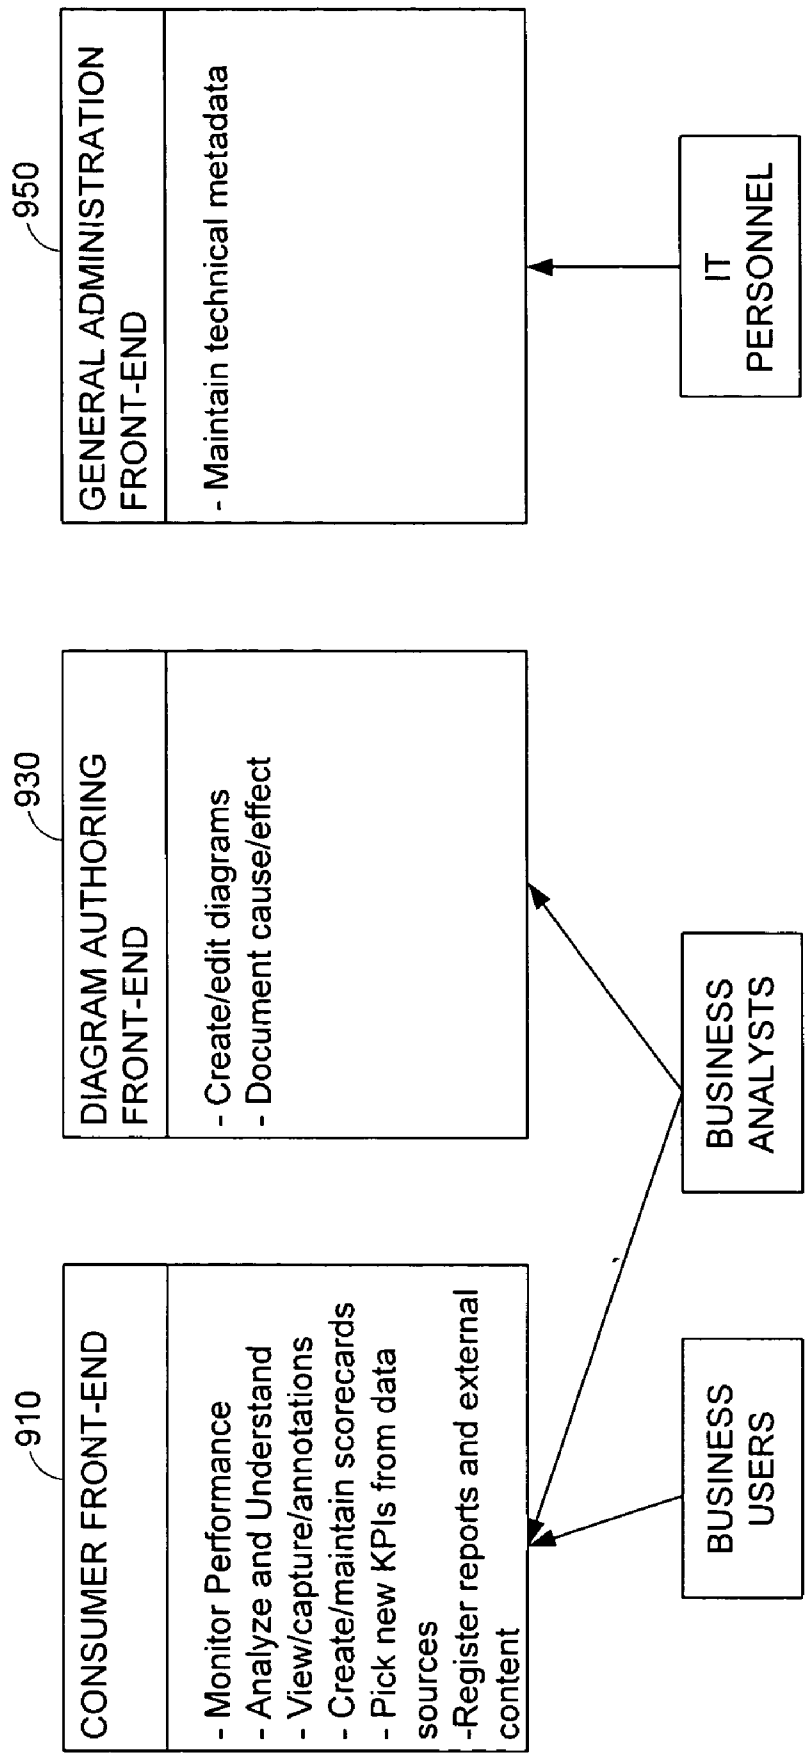 910
CONSUMER FRONT-END
- Monitor Performance
- Analyze and Understand
- View/capture/annotations
- Create/maintain scorecards
- Pick new KPIs from data
sources
-Register reports and external
content
930
DIAGRAM AUTHORING
FRONT-END
- Create/edit diagrams
- Document cause/effect
950
GENERAL ADMINISTRATION
FRONT-END
- Maintain technical metadata
BUSINESS
USERS
BUSINESS
ANALYSTS
IT
PERSONNEL